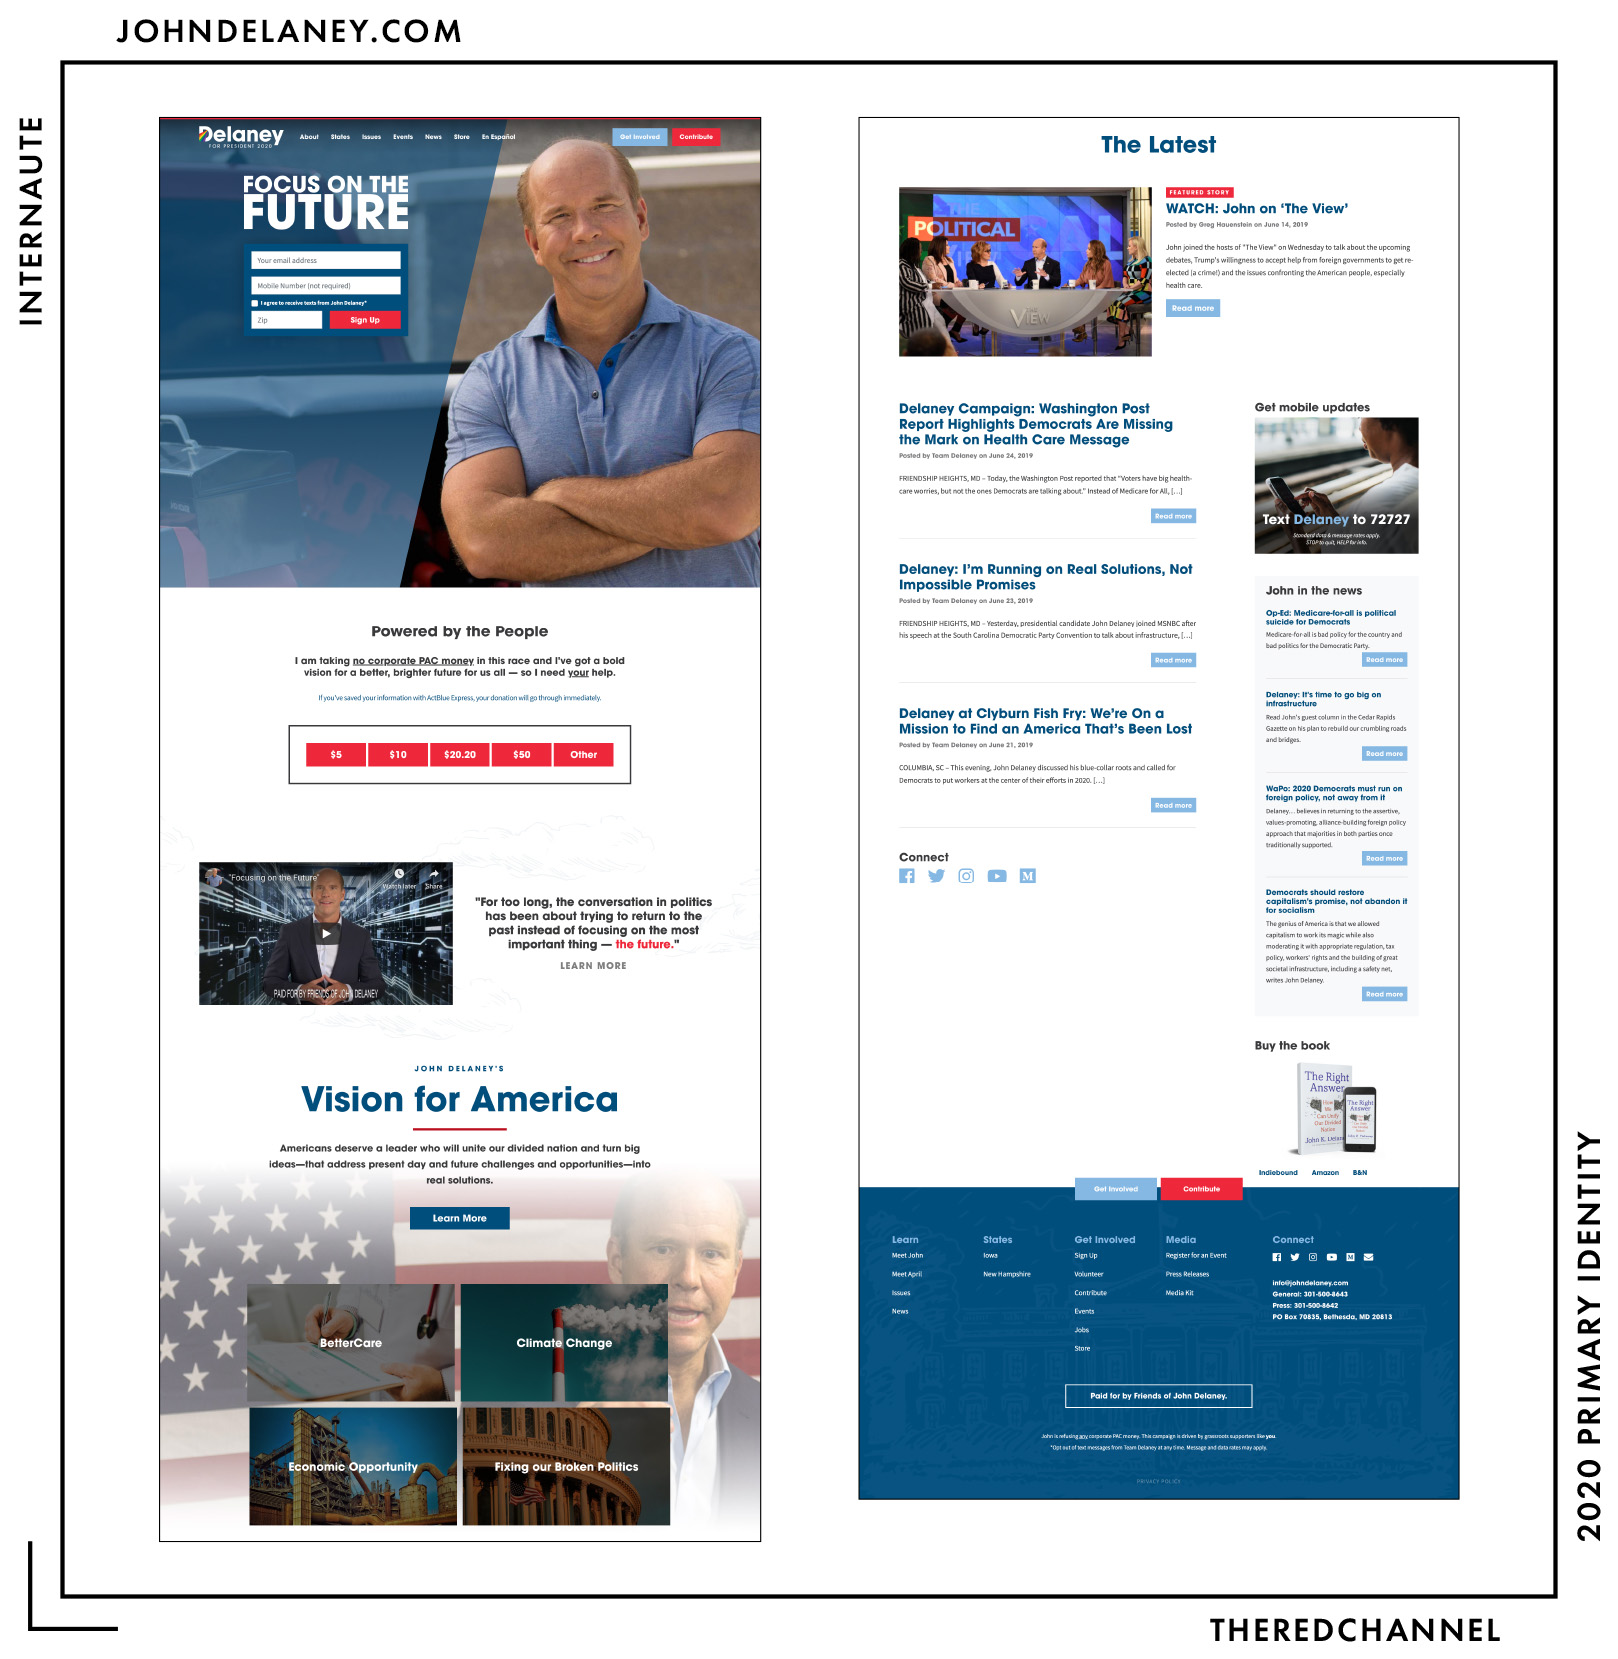 JOHNDELANEY.COM
INTERNAUTE
Delaney
FOR PRESIDENT 2020
About States Issues Events News Store En Español
Get Involved Contribute
FOCUS ON THE
FUTURE
Your email address
Mobile Number (not required)
I agree to receive texts from John Delaney*
Zip Sign Up
Powered by the People
I am taking no corporate PAC money in this race and I've got a bold
vision for a better, brighter future for us all — so I need your help.
If you've saved your information with ActBlue Express, your donation will go through immediately.
$5 $10 $20.20 $50 Other
"Focusing on the Future"
Watch later Share
PAID FOR BY FRIENDS OF JOHN DELANEY
"For too long, the conversation in politics
has been about trying to return to the
past instead of focusing on the most
important thing — the future."
LEARN MORE
JOHN DELANEY'S
Vision for America
Americans deserve a leader who will unite our divided nation and turn big
ideas—that address present day and future challenges and opportunities—into
real solutions.
Learn More
BetterCare
Climate Change
Economic Opportunity
Fixing our Broken Politics
The Latest
POLITICAL
VIEW
FEATURED STORY
WATCH: John on ‘The View’
Posted by Greg Hauenstein on June 14, 2019
John joined the hosts of "The View" on Wednesday to talk about the upcoming
debates, Trump's willingness to accept help from foreign governments to get re-
elected (a crime!) and the issues confronting the American people, especially
health care.
Read more
Delaney Campaign: Washington Post
Report Highlights Democrats Are Missing
the Mark on Health Care Message
Posted by Team Delaney on June 24, 2019
FRIENDSHIP HEIGHTS, MD – Today, the Washington Post reported that "Voters have big health-
care worries, but not the ones Democrats are talking about." Instead of Medicare for All, […]
Read more
Delaney: I'm Running on Real Solutions, Not
Impossible Promises
Posted by Team Delaney on June 23, 2019
FRIENDSHIP HEIGHTS, MD – Yesterday, presidential candidate John Delaney joined MSNBC after
his speech at the South Carolina Democratic Party Convention to talk about infrastructure, […]
Read more
Delaney at Clyburn Fish Fry: We're On a
Mission to Find an America That's Been Lost
Posted by Team Delaney on June 21, 2019
COLUMBIA, SC – This evening, John Delaney discussed his blue-collar roots and called for
Democrats to put workers at the center of their efforts in 2020. […]
Read more
Connect
Get mobile updates
Text Delaney to 72727
Standard data & message rates apply.
STOP to quit, HELP for info.
John in the news
Op-Ed: Medicare-for-all is political
suicide for Democrats
Medicare-for-all is bad policy for the country and
bad politics for the Democratic Party.
Read more
Delaney: It's time to go big on
infrastructure
Read John's guest column in the Cedar Rapids
Gazette on his plan to rebuild our crumbling roads
and bridges.
Read more
WaPo: 2020 Democrats must run on
foreign policy, not away from it
Delaney… believes in returning to the assertive,
values-promoting, alliance-building foreign policy
approach that majorities in both parties once
traditionally supported.
Read more
Democrats should restore
capitalism's promise, not abandon it
for socialism
The genius of America is that we allowed
capitalism to work its magic while also
moderating it with appropriate regulation, tax
policy, workers' rights and the building of great
societal infrastructure, including a safety net,
writes John Delaney.
Read more
Buy the book
The Right
Answer
How
We
Can Unify
Our Divided
Nation
John K. Delaney
The Right
Answer
Indiebound Amazon B&N
Get Involved Contribute
Learn
Meet John
Meet April
Issues
News
States
Iowa
New Hampshire
Get Involved
Sign Up
Volunteer
Contribute
Events
Jobs
Store
Media
Register for an Event
Press Releases
Media Kit
Connect
info@johndelaney.com
General: 301-500-8643
Press: 301-500-8642
PO Box 70835, Bethesda, MD 20813
Paid for by Friends of John Delaney.
John is refusing any corporate PAC money. This campaign is driven by grassroots supporters like you.
*Opt out of text messages from Team Delaney at any time. Message and data rates may apply.
PRIVACY POLICY
2020 PRIMARY IDENTITY
THEREDCHANNEL